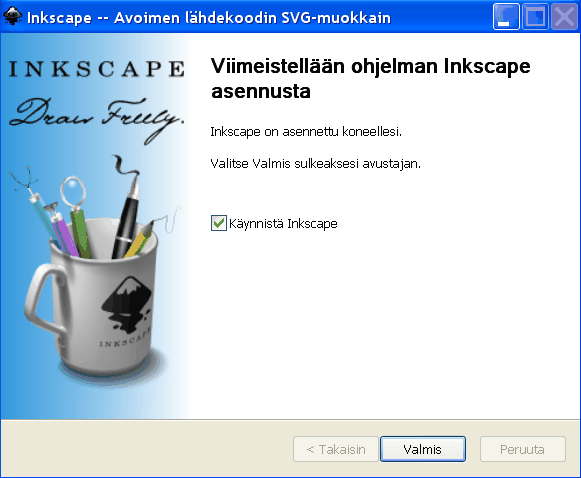 Inkscape -- Avoimen lähdekoodin SVG-muokkain
INKSCAPE
Draw Freely.
Viimeistellään ohjelman Inkscape
asennusta
Inkscape on asennettu koneellesi.
Valitse Valmis sulkeaksesi avustajan.
Käynnistä Inkscape
INKSCAPE
< Takaisin
Valmis
Peruuta